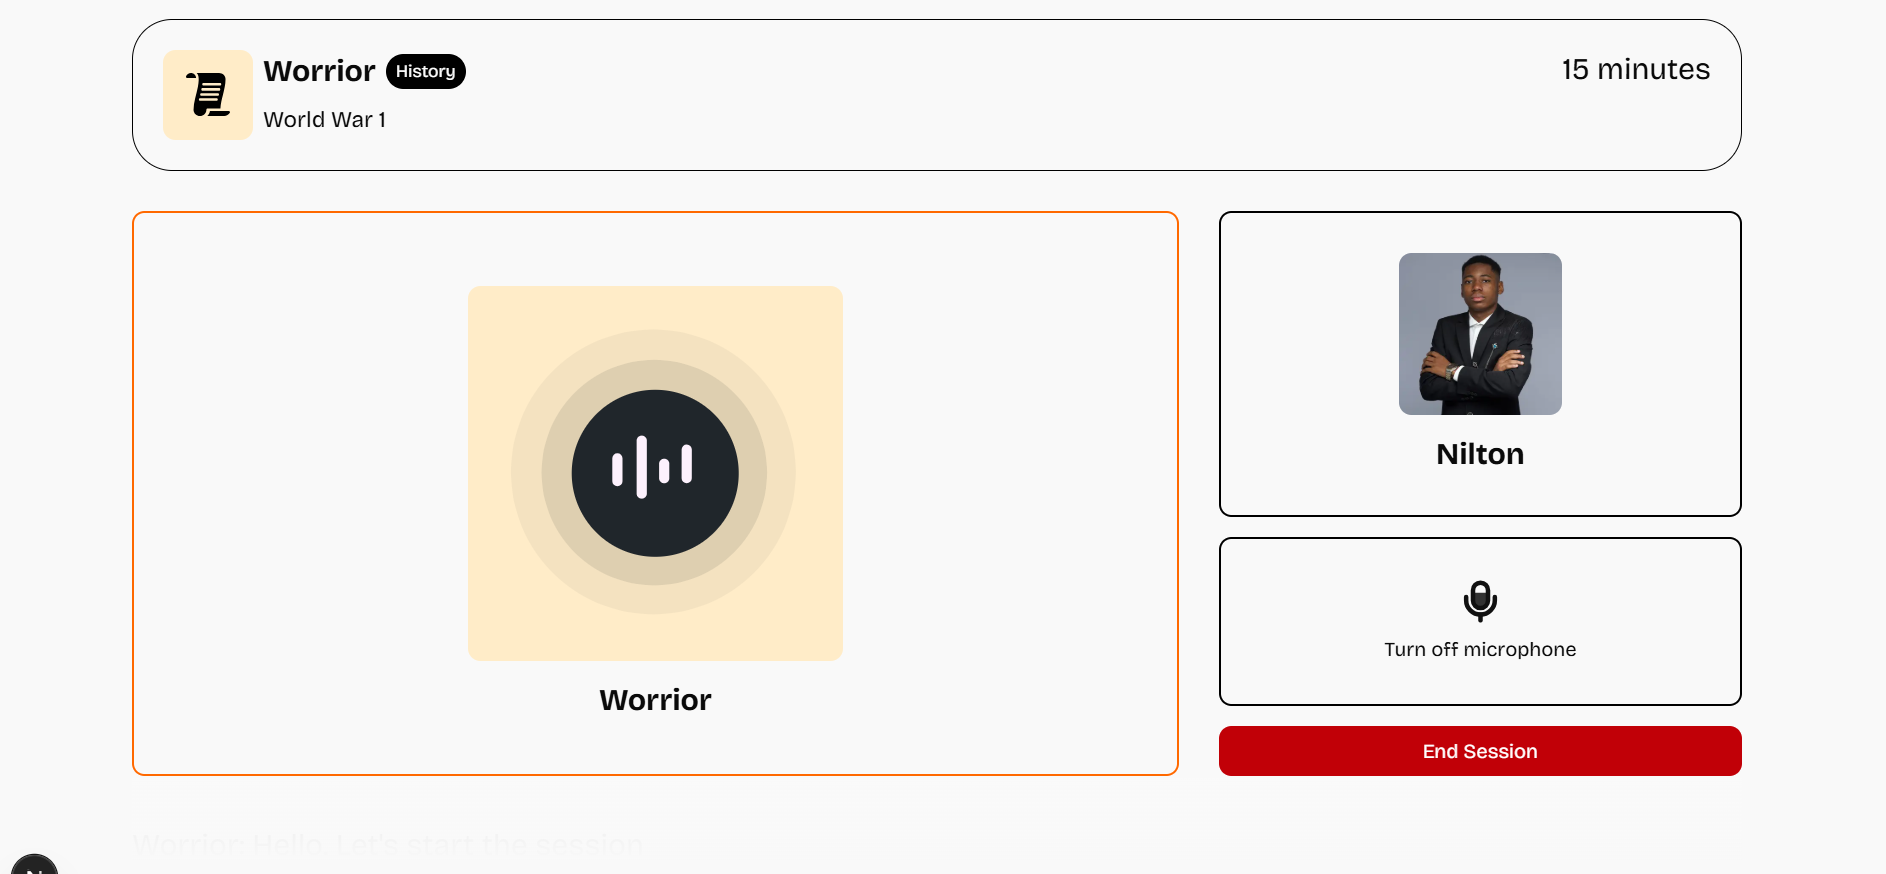 Worrior History
World War 1
15 minutes
Worrior
Nilton
Turn off microphone
End Session
Worrior: Hello, Let's start the session